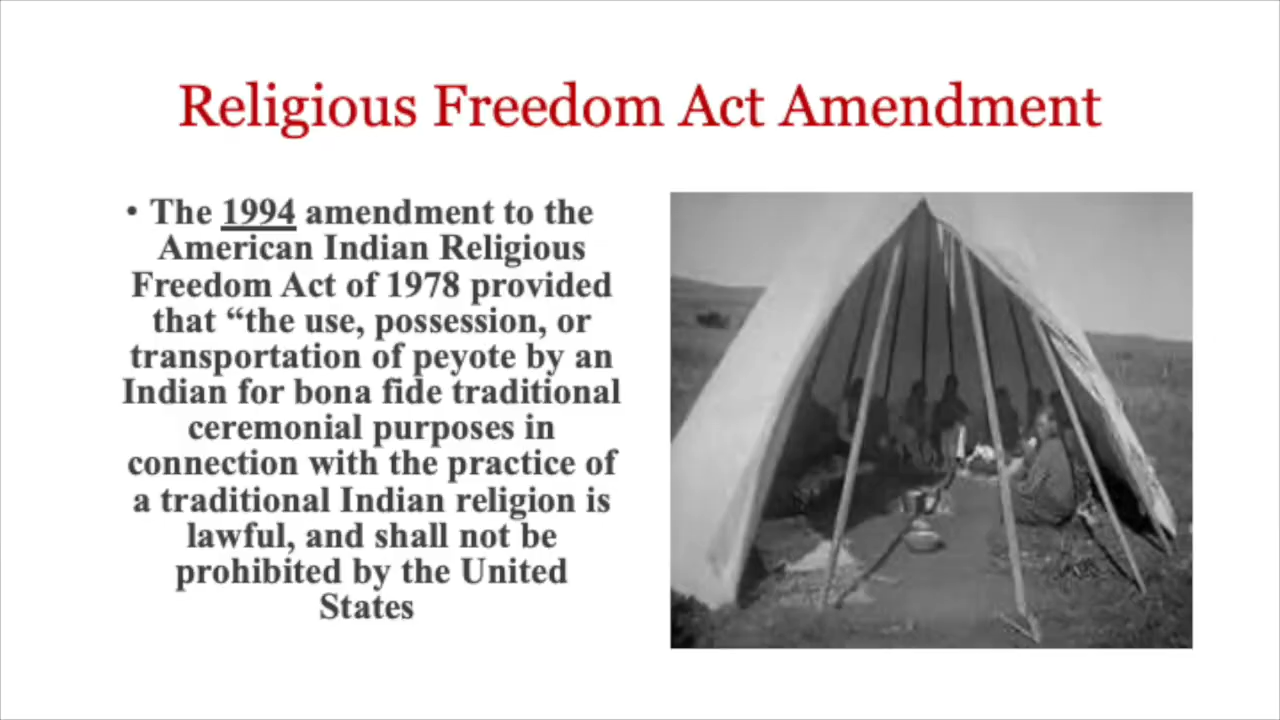 Religious Freedom Act Amendment
• The 1994 amendment to the
American Indian Religious
Freedom Act of 1978 provided
that “the use, possession, or
transportation of peyote by an
Indian for bona fide traditional
ceremonial purposes in
connection with the practice of
a traditional Indian religion is
lawful, and shall not be
prohibited by the United
States